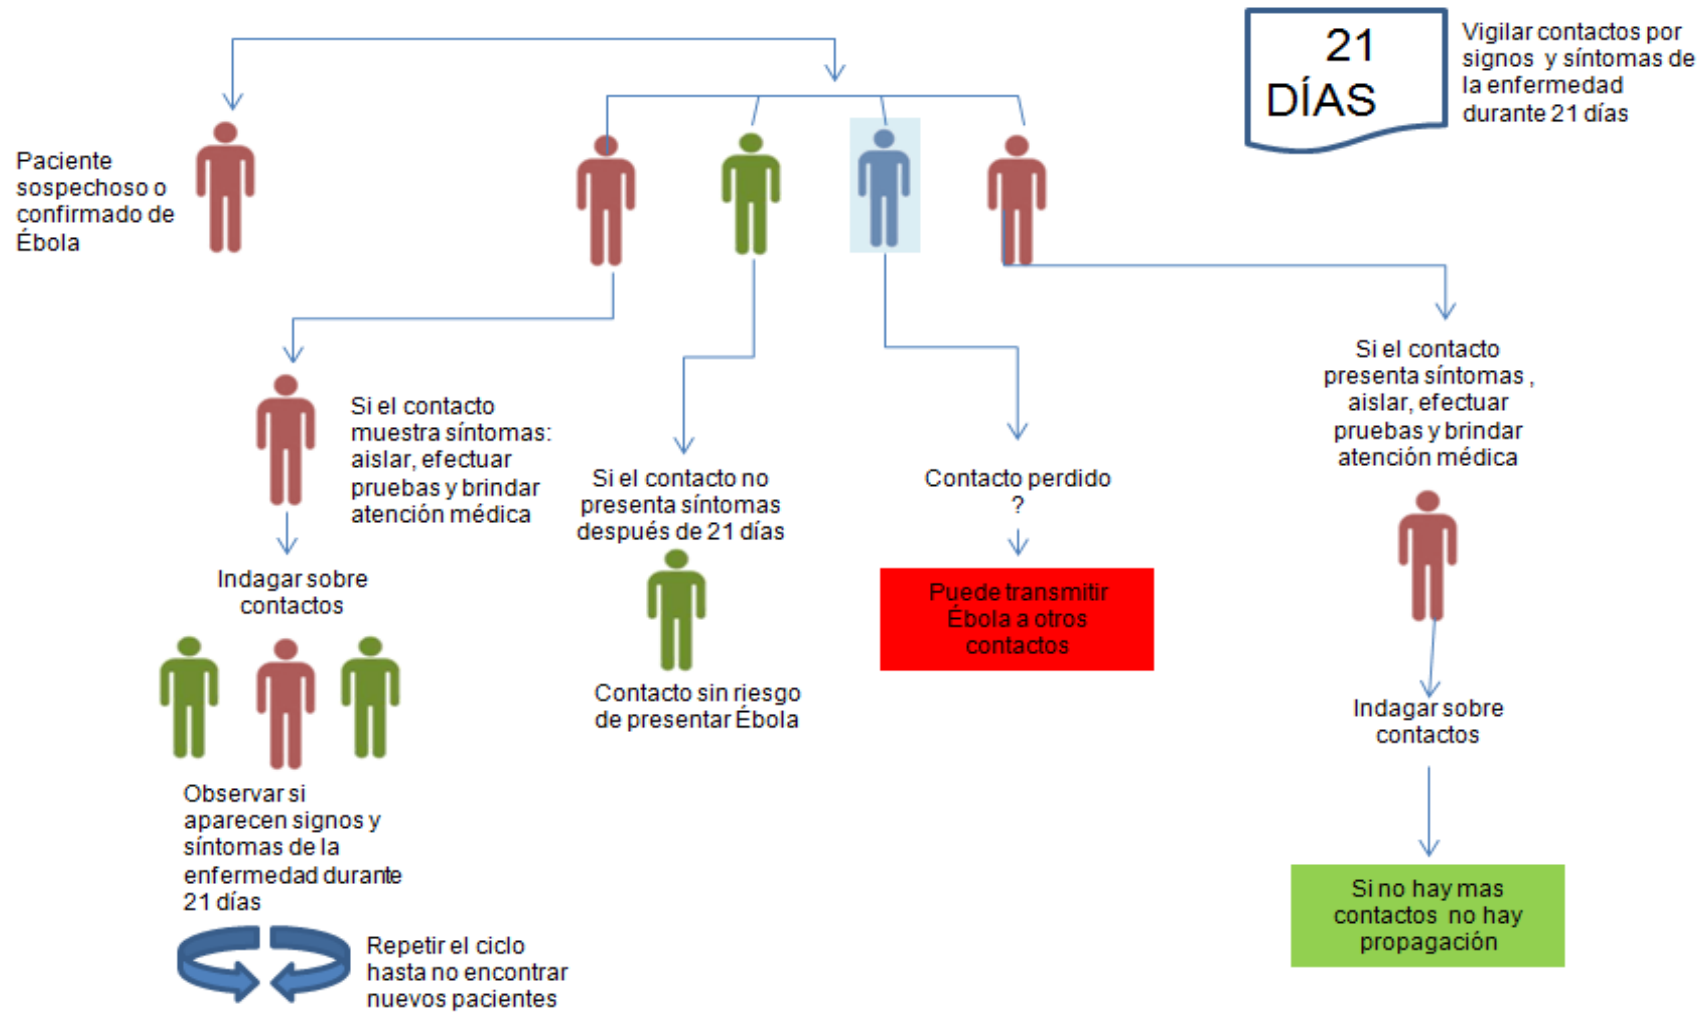 21
DÍAS
Vigilar contactos por
signos y síntomas de
la enfermedad
durante 21 días
Paciente
sospechoso o
confirmado de
Ébola
Si el contacto
muestra síntomas:
aislar, efectuar
pruebas y brindar
atención médica
Indagar sobre
contactos
Observar si
aparecen signos y
síntomas de la
enfermedad durante
21 días
Repetir el ciclo
hasta no encontrar
nuevos pacientes
Si el contacto no
presenta síntomas
después de 21 días
Contacto sin riesgo
de presentar Ébola
Contacto perdido
?
Puede transmitir
Ébola a otros
contactos
Si el contacto
presenta síntomas ,
aislar, efectuar
pruebas y brindar
atención médica
Indagar sobre
contactos
Si no hay mas
contactos no hay
propagación